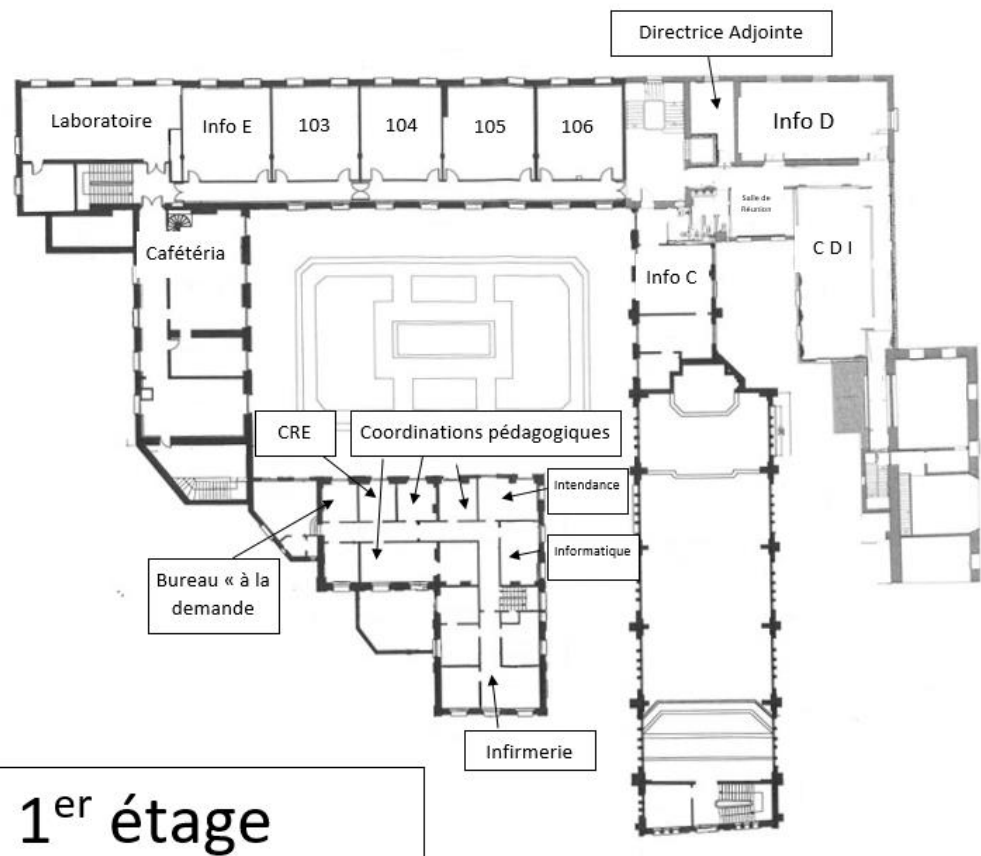 Directrice Adjointe
Laboratoire
Info E
103
104
105
106
Info D
Salle de
Réunion
Cafétéria
Info C
C D I
CRE
Coordinations pédagogiques
Intendance
Informatique
Bureau « à la
demande
Infirmerie
1er étage